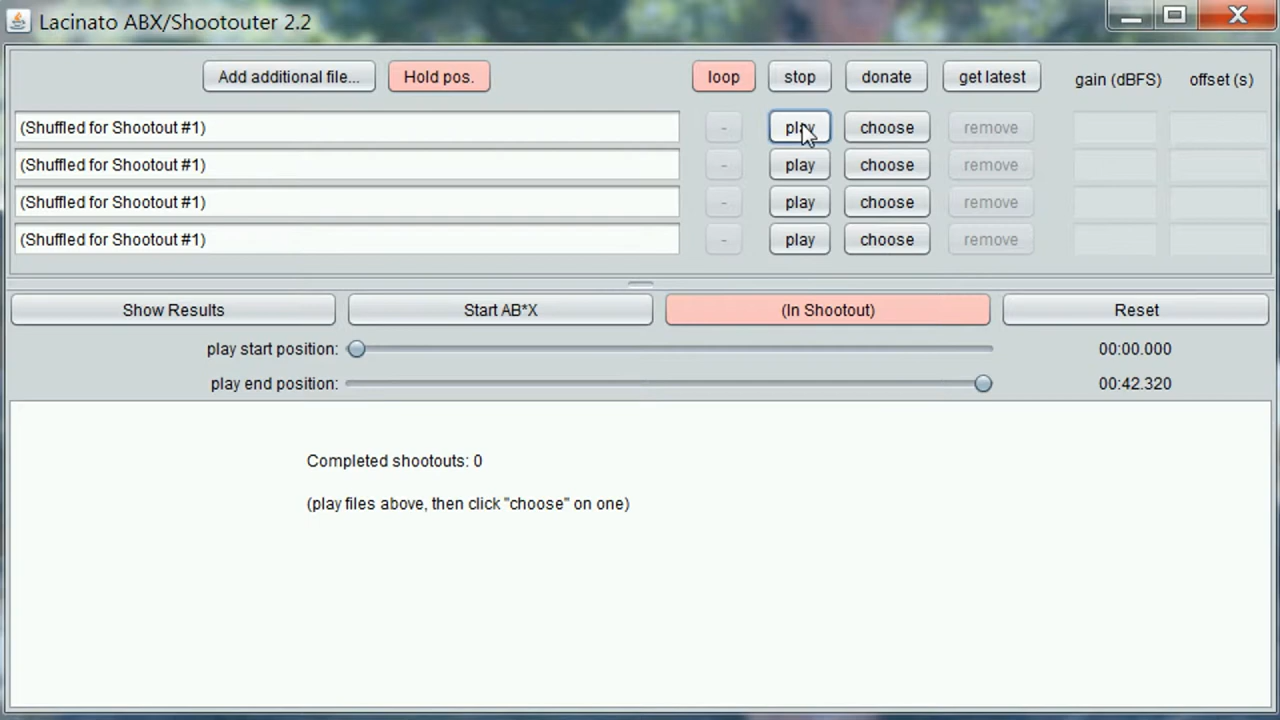 Lacinato ABX/Shootouter 2.2
Add additional file... Hold pos. loop stop donate get latest gain (dBFS) offset (s)
(Shuffled for Shootout #1) - play choose remove
(Shuffled for Shootout #1) - play choose remove
(Shuffled for Shootout #1) - play choose remove
(Shuffled for Shootout #1) - play choose remove
Show Results Start AB*X (In Shootout) Reset
play start position: 00:00.000
play end position: 00:42.320
Completed shootouts: 0
(play files above, then click "choose" on one)